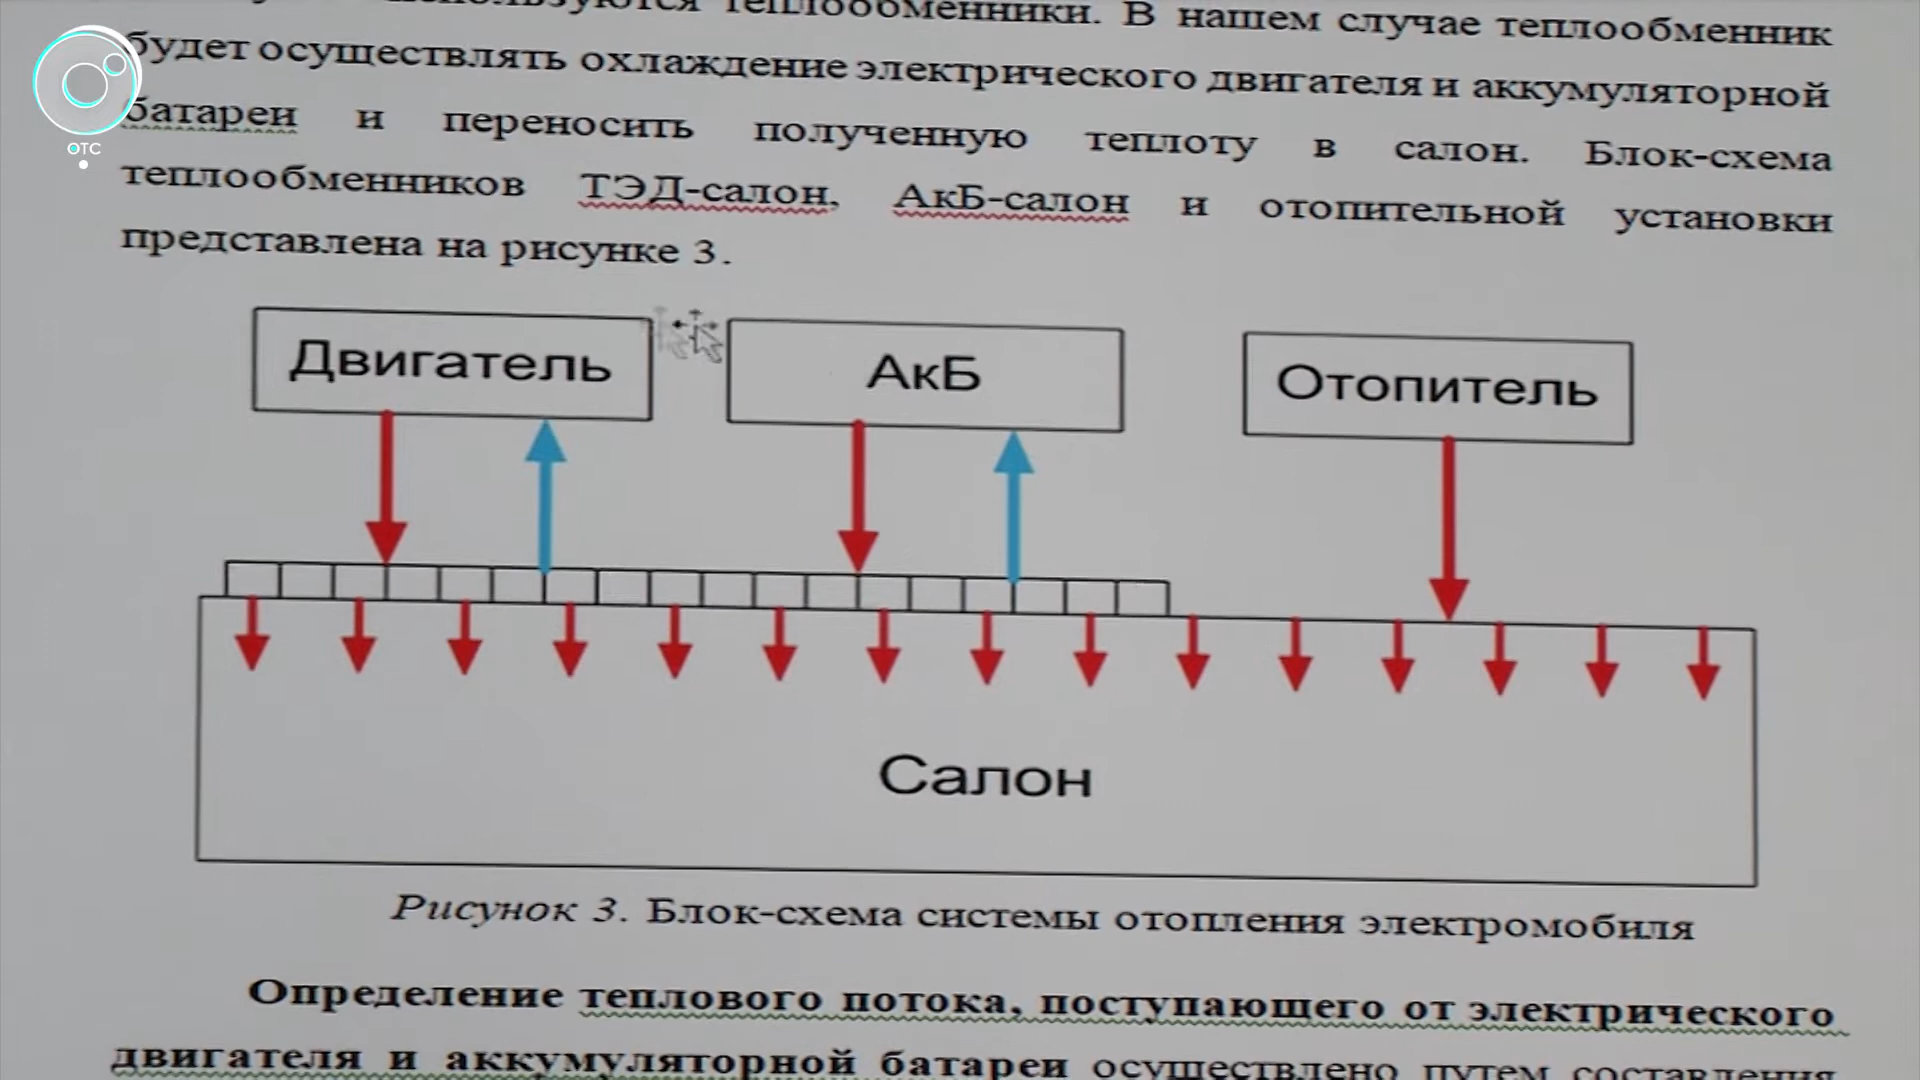 теплообменники. В нашем случае теплообменник
будет осуществлять охлаждение электрического двигателя и аккумуляторной
батареи и переносить полученную теплоту в салон. Блок-схема
теплообменников ТЭД-салон, АкБ-салон и отопительной установки
представлена на рисунке 3.
ОТС
Двигатель
АкБ
Отопитель
Салон
Рисунок 3. Блок-схема системы отопления электромобиля
Определение теплового потока, поступающего от электрического
двигателя и аккумуляторной батареи осуществлено путем составления